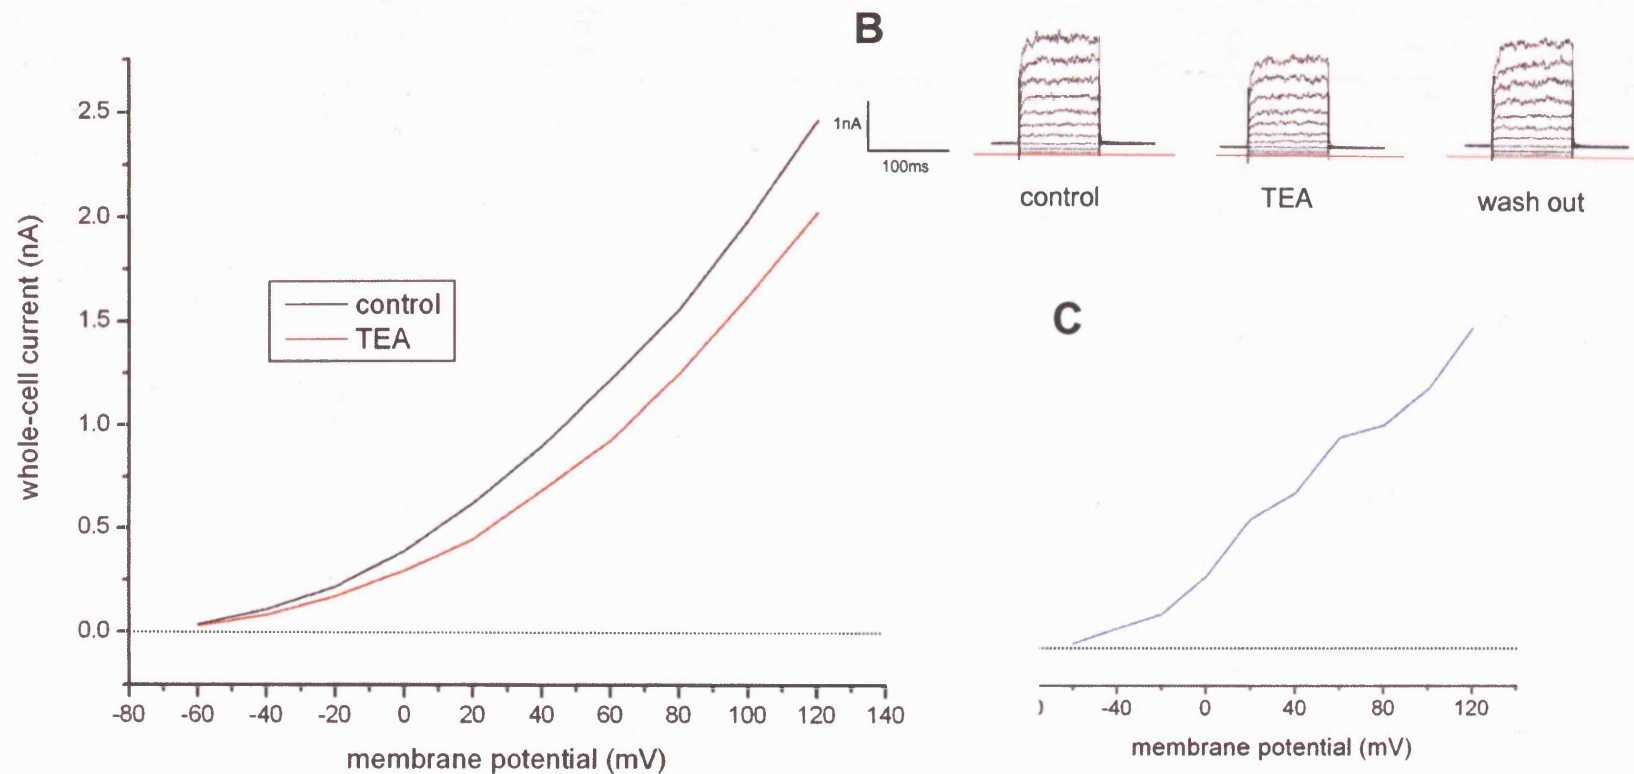 2.5
2.0
1.5
1.0
0.5
0.0
whole-cell current (nA)
control
TEA
-80 -60 -40 -20 0 20 40 60 80 100 120 140
membrane potential (mV)
B
1nA
100ms
control
TEA
wash out
C
-40 0 40 80 120
membrane potential (mV)